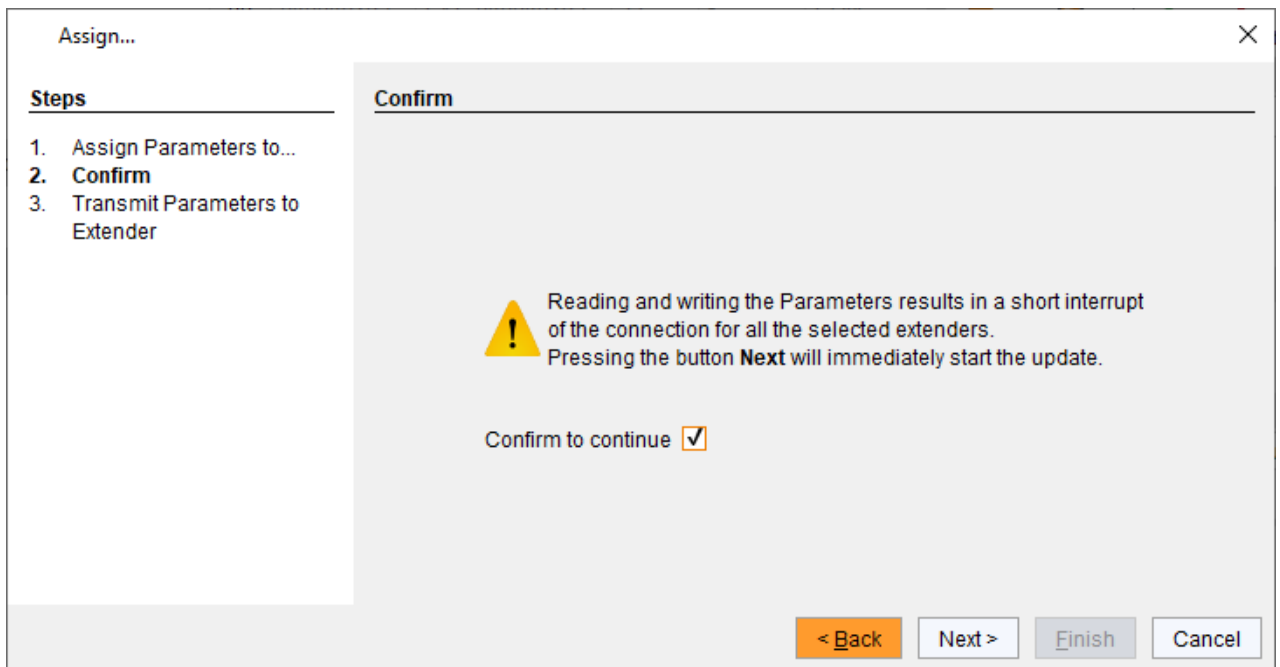 Assign...
Steps
1. Assign Parameters to...
2. Confirm
3. Transmit Parameters to
Extender
Confirm
Reading and writing the Parameters results in a short interrupt
of the connection for all the selected extenders.
Pressing the button Next will immediately start the update.
Confirm to continue
< Back
Next >
Finish
Cancel